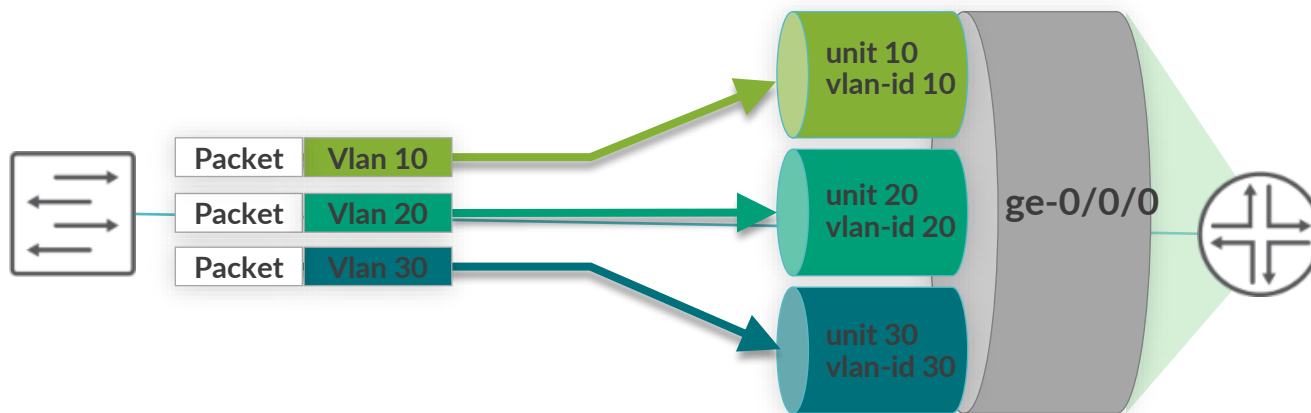 Packet Vlan 10
Packet Vlan 20
Packet Vlan 30
unit 10
vlan-id 10
unit 20
vlan-id 20
unit 30
vlan-id 30
ge-0/0/0